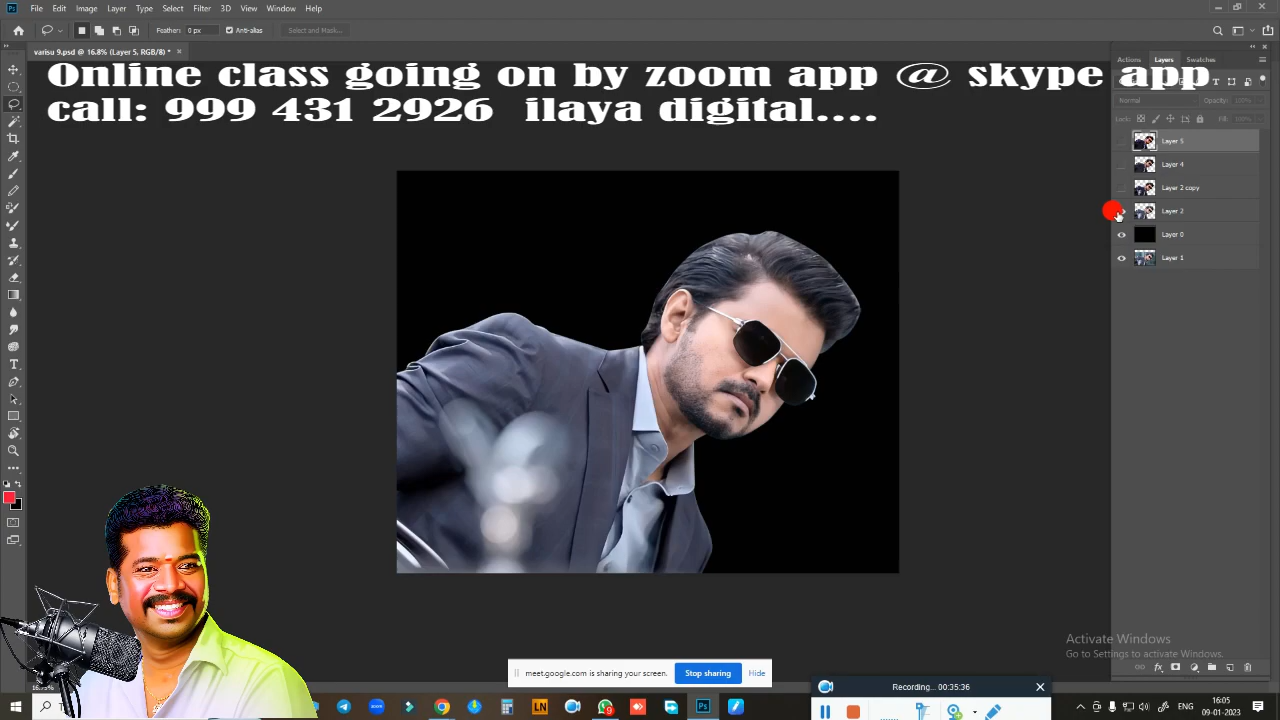 File Edit Image Layer Type Select Filter 3D View Window Help
Feather: 0 px Anti-alias Select and Mask...
varisu 9.psd @ 16.8% (Layer 5, RGB/8) *
Actions Layers Swatches
Online class going on by zoom app @ skype app
call: 999 431 2926 ilaya digital....
Normal Opacity: 100%
Lock: Fill: 100%
Layer 5
Layer 4
Layer 2 copy
Layer 2
Layer 0
Layer 1
Activate Windows
Go to Settings to activate Windows.
meet.google.com is sharing your screen. Stop sharing Hide
Recording... 00:35:36
ENG
16:05
09-01-2023